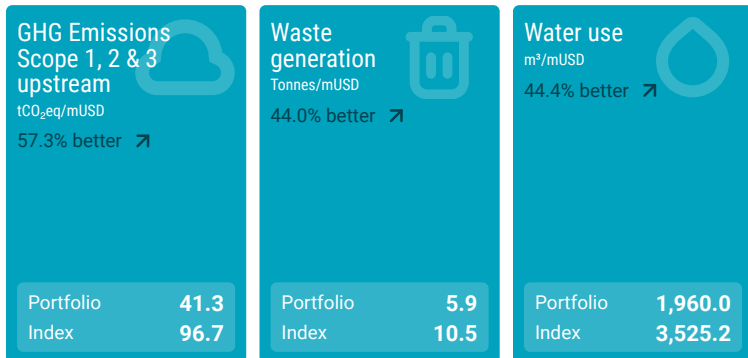 GHG Emissions
Scope 1, 2 & 3
upstream
tCO₂eq/mUSD
57.3% better
Portfolio 41.3
Index 96.7
Waste
generation
Tonnes/mUSD
44.0% better
Portfolio 5.9
Index 10.5
Water use
m³/mUSD
44.4% better
Portfolio 1,960.0
Index 3,525.2